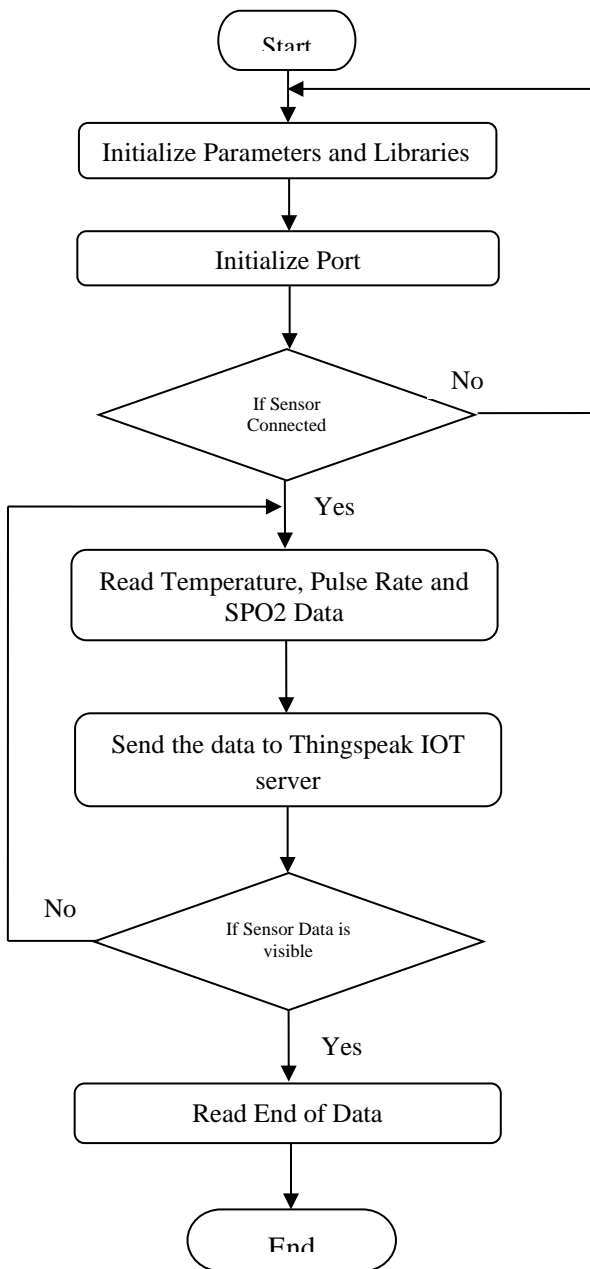 Start
Initialize Parameters and Libraries
Initialize Port
If Sensor
Connected
No
Yes
Read Temperature, Pulse Rate and
SPO2 Data
Send the data to Thingspeak IOT
server
No
If Sensor Data is
visible
Yes
Read End of Data
End